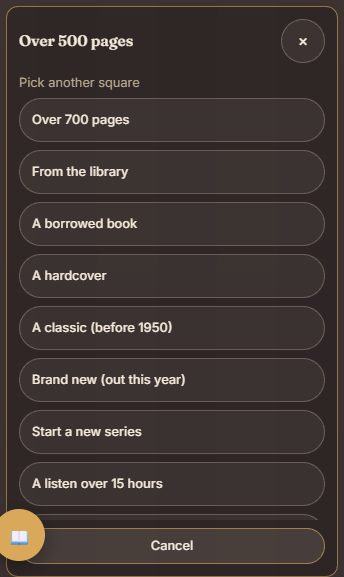 Over 500 pages
×
Pick another square
Over 700 pages
From the library
A borrowed book
A hardcover
A classic (before 1950)
Brand new (out this year)
Start a new series
A listen over 15 hours
Cancel